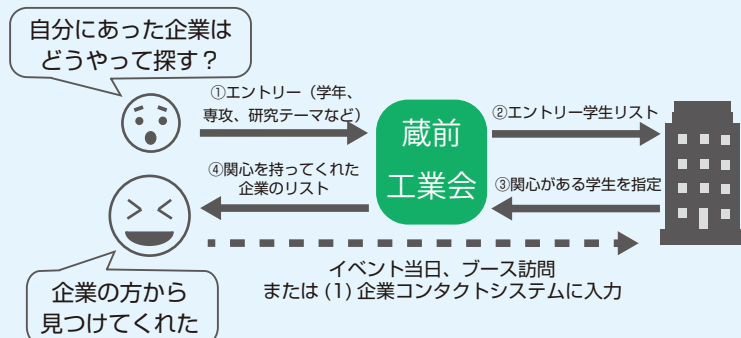 自分にあった企業は
どうやって探す？
①エントリー（学年、
専攻、研究テーマなど）
②エントリー学生リスト
蔵前
工業会
④関心を持ってくれた
企業のリスト
③関心がある学生を指定
イベント当日、ブース訪問
または (1) 企業コンタクトシステムに入力
企業の方から
見つけてくれた